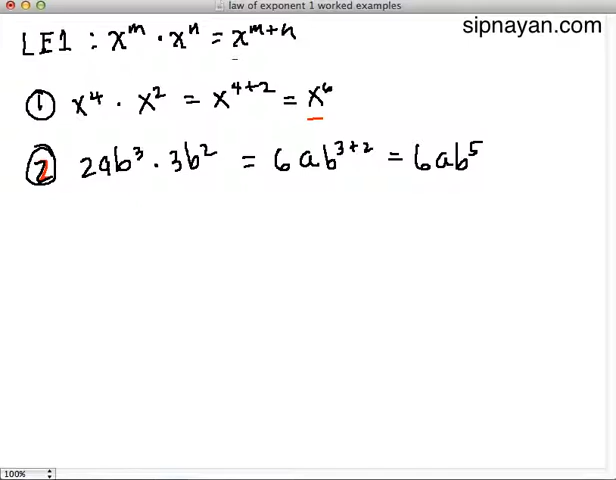 law of exponent 1 worked examples
sipnayan.com
LE1 : x^m · x^n = x^{m+n}
① x^4 · x^2 = x^{4+2} = x^6
② 2ab^3 · 3b^2 = 6ab^{3+2} = 6ab^5
100%